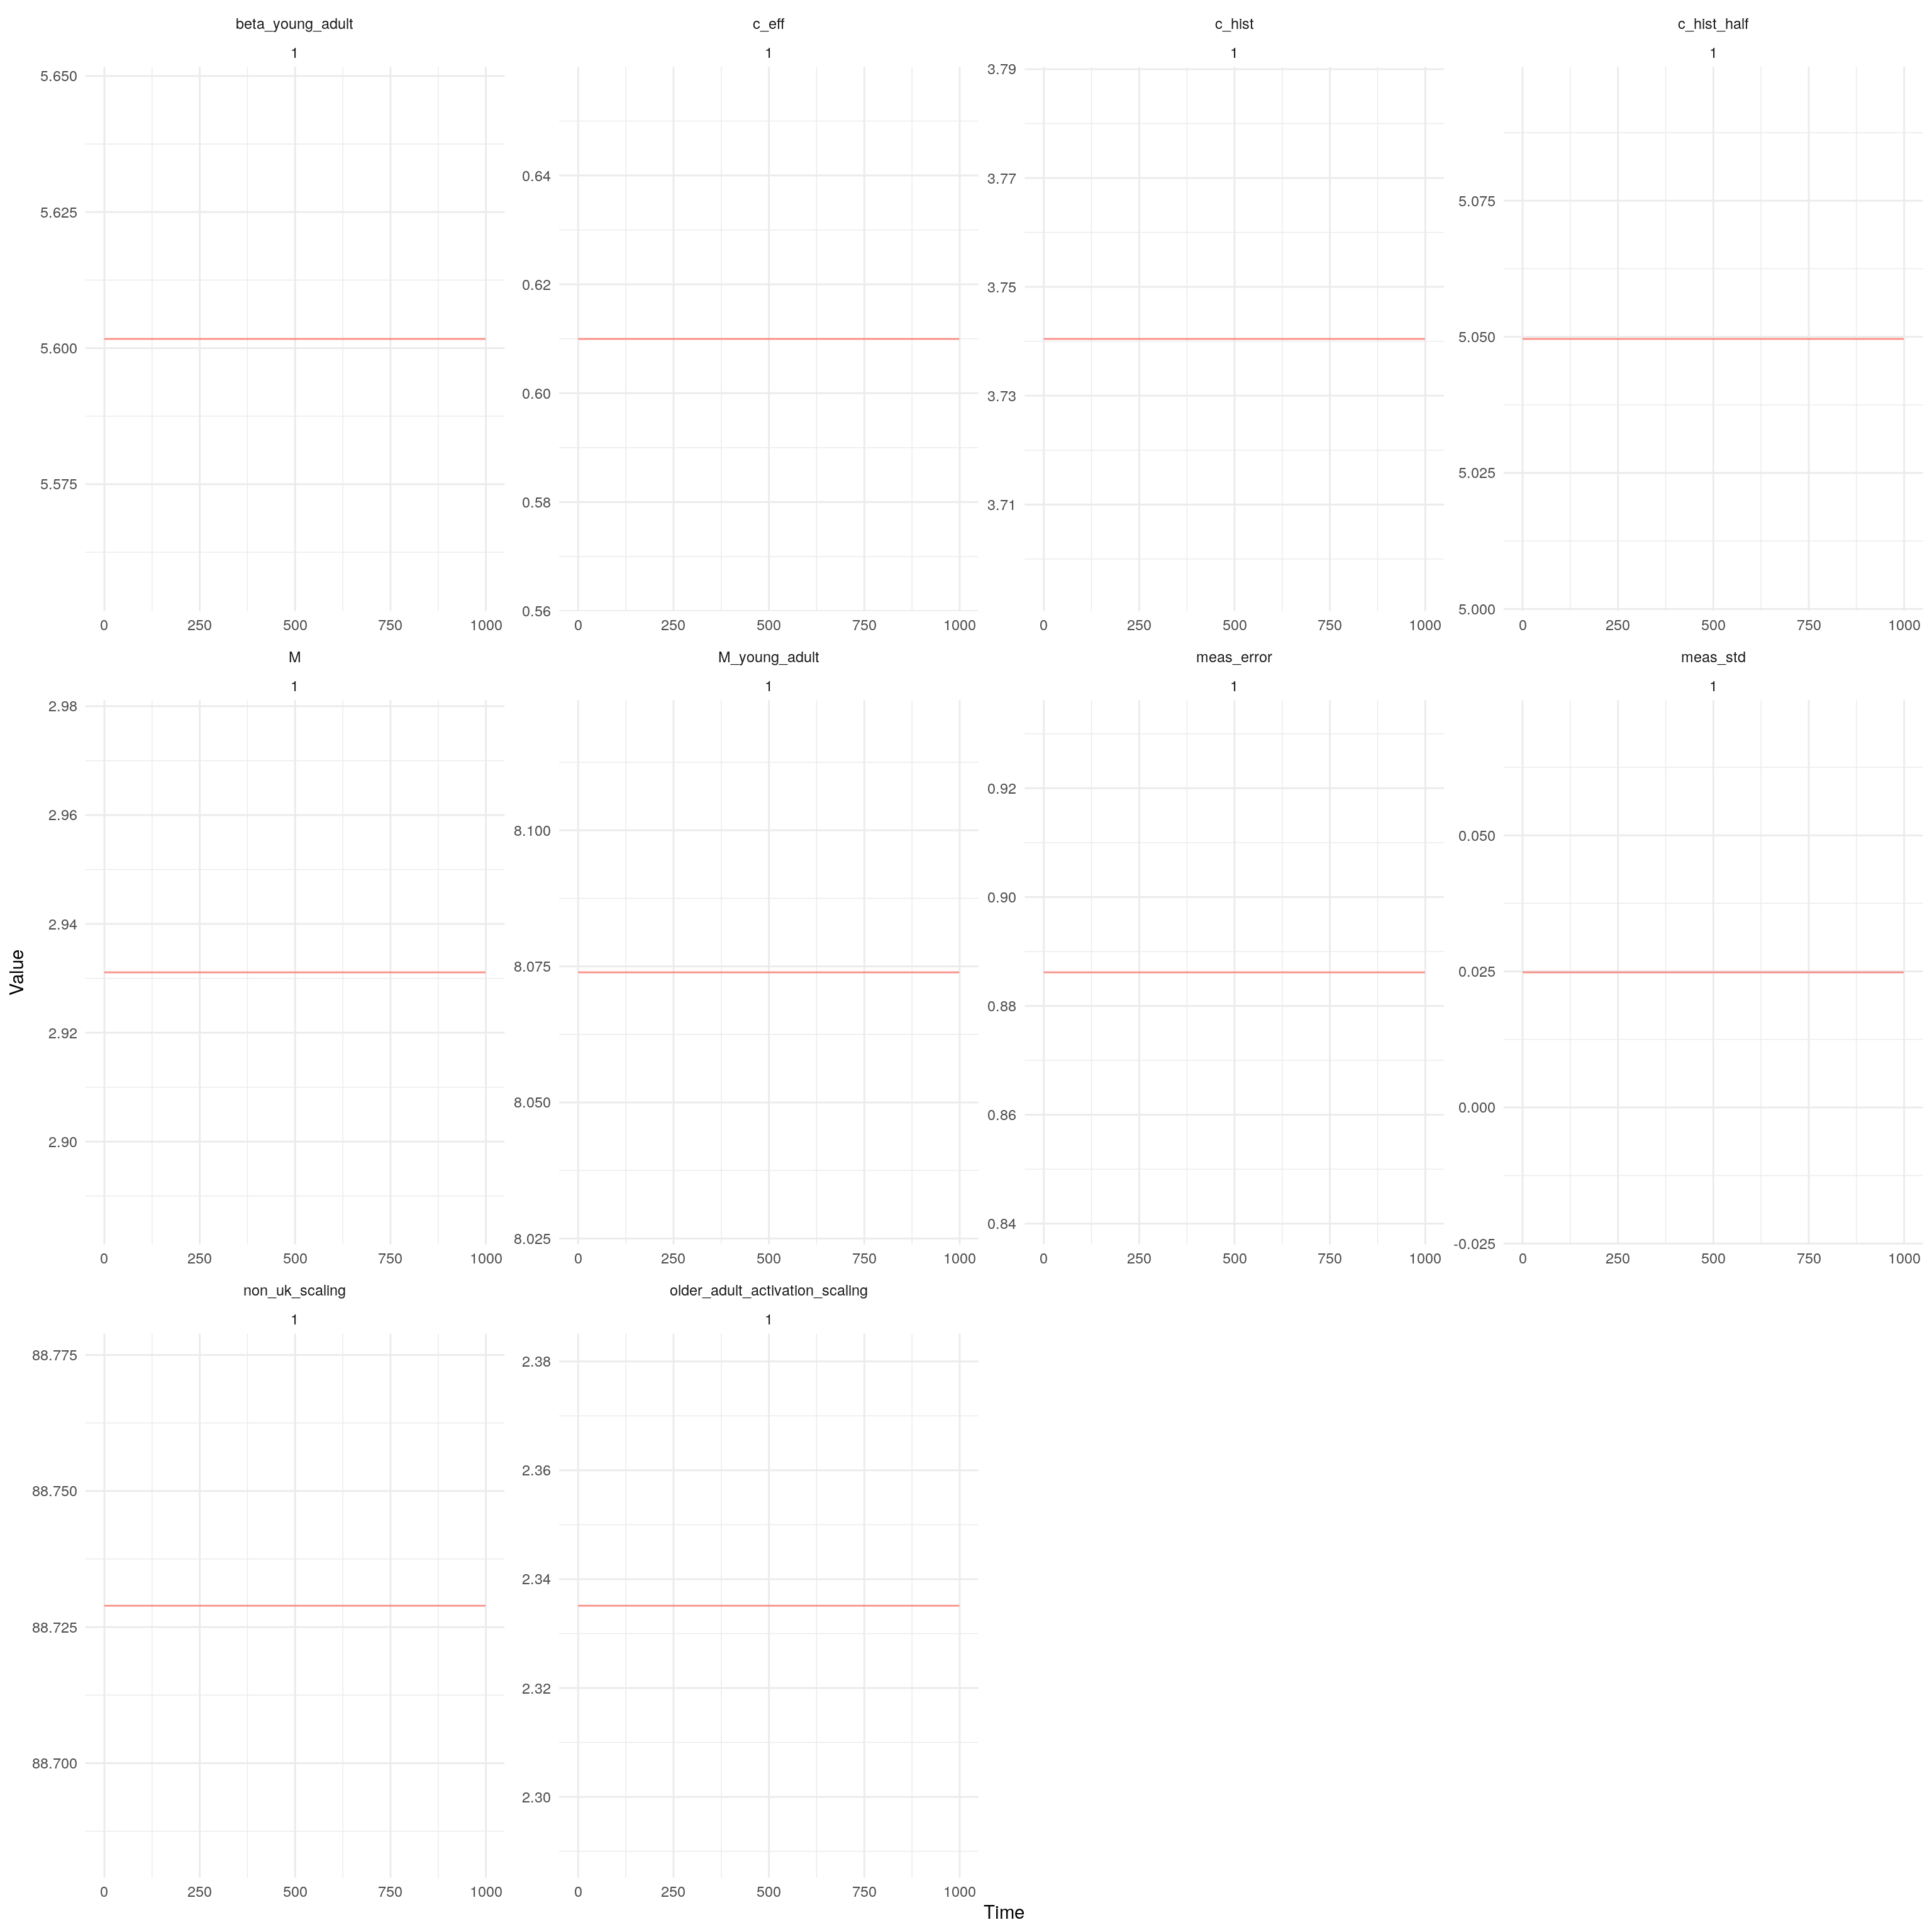 beta_young_adult c_eff c_hist c_hist_half
1 1 1 1
5.650 5.625 5.600 5.575
0.64 0.62 0.60 0.58 0.56
3.79 3.77 3.75 3.73 3.71
5.075 5.050 5.025 5.000
0 250 500 750 1000 0 250 500 750 1000 0 250 500 750 1000 0 250 500 750 1000
M M_young_adult meas_error meas_std
1 1 1 1
2.98 2.96 2.94 2.92 2.90
8.100 8.075 8.050 8.025
0.92 0.90 0.88 0.86 0.84
0.050 0.025 0.000 -0.025
0 250 500 750 1000 0 250 500 750 1000 0 250 500 750 1000 0 250 500 750 1000
non_uk_scaling older_adult_activation_scaling
1 1
88.775 88.750 88.725 88.700
2.38 2.36 2.34 2.32 2.30
0 250 500 750 1000 0 250 500 750 1000
Value
Time